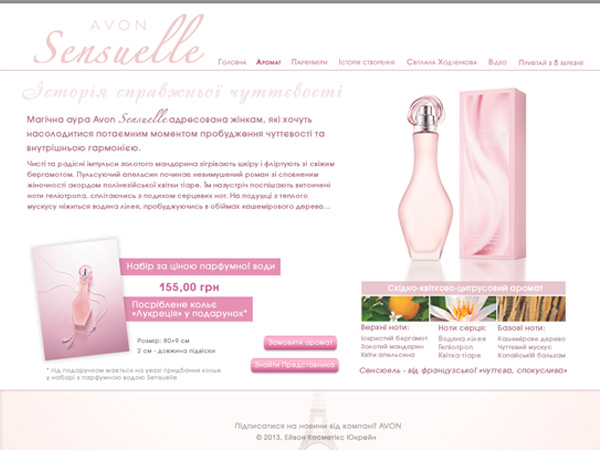 AVON
Sensuelle
Головна Аромат Парфумери Історія створення Світлана Ходченкова Відео Привітай з 8 березня
Історія справжньої чуттєвості
Магічна аура Avon Sensuelle адресована жінкам, які хочуть
насолодитися потаємним моментом пробудження чуттєвості та
внутрішньою гармонією.
Чисті та радісні імпульси золотого мандарина зігрівають шкіру і фліртують зі свіжим
бергамотом. Пульсуючий апельсин починає невимушений роман зі сповненим
жіночності акордом полінезійської квітки тіаре. Їм назустріч поспішають витончені
ноти геліотропа, сплітаючись з подихом серцевих нот. На подушці з теплого
мускусу ніжиться водяна лілея, пробуджуючись в обіймах кашемірового дерева...
Набір за ціною парфумної води
155,00 грн
Посріблене кольє
«Лукреція» у подарунок*
Розмір: 80+9 см
2 см - довжина підвіски
* під подарунком мається на увазі придбання кольє
у наборі з парфумною водою Sensuelle
Замовити аромат
Знайти Представника
Східно-квітково-цитрусовий аромат
Верхні ноти:
Іскристий бергамот
Золотий мандарин
Квіти апельсина
Ноти серця:
Водяна лілея
Геліотроп
Квітка тіаре
Базові ноти:
Кашемірове дерево
Чуттєвий мускус
Копайський бальзам
Сенсюель - від французької «чуттєва, спокуслива»
Підписатися на новини від компанії AVON
© 2013, Ейвон Косметікс Юкрейн